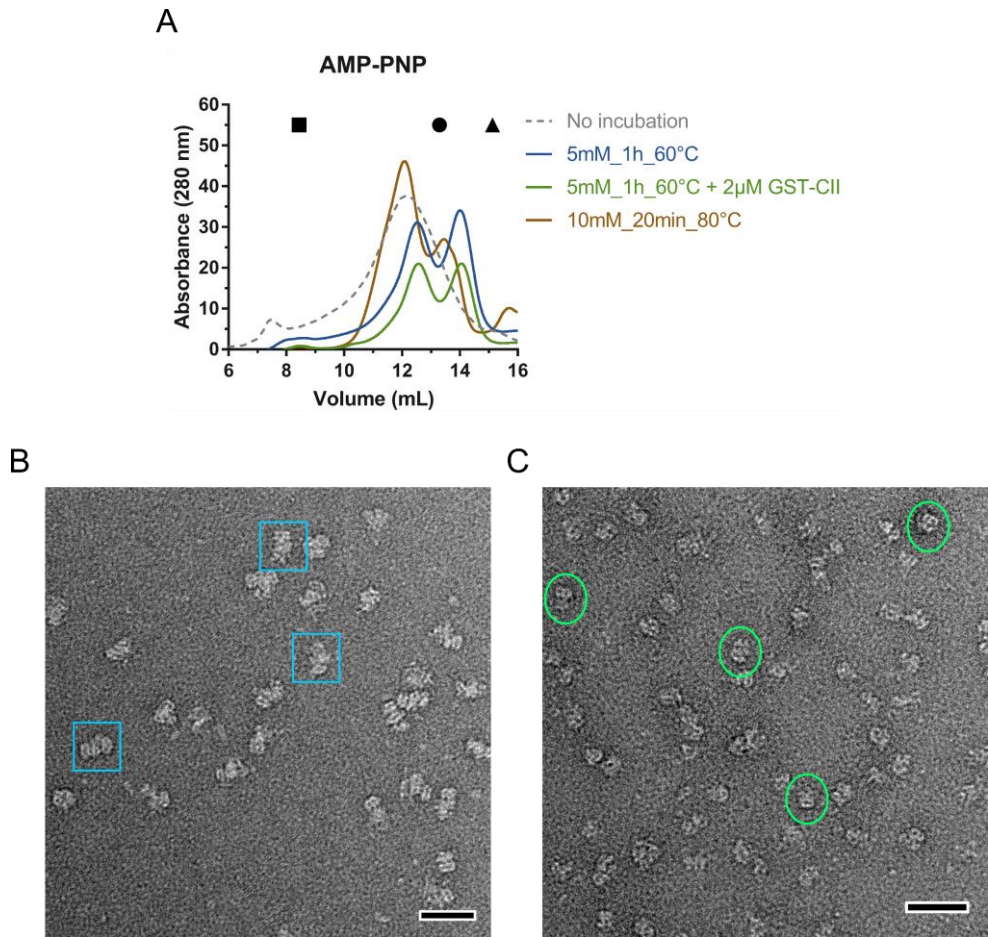 A
AMP-PNP
60
50
40
30
20
10
0
Absorbance (280 nm)
6 8 10 12 14 16
Volume (mL)
No incubation
5mM_1h_60°C
5mM_1h_60°C + 2µM GST-CII
10mM_20min_80°C
B
C